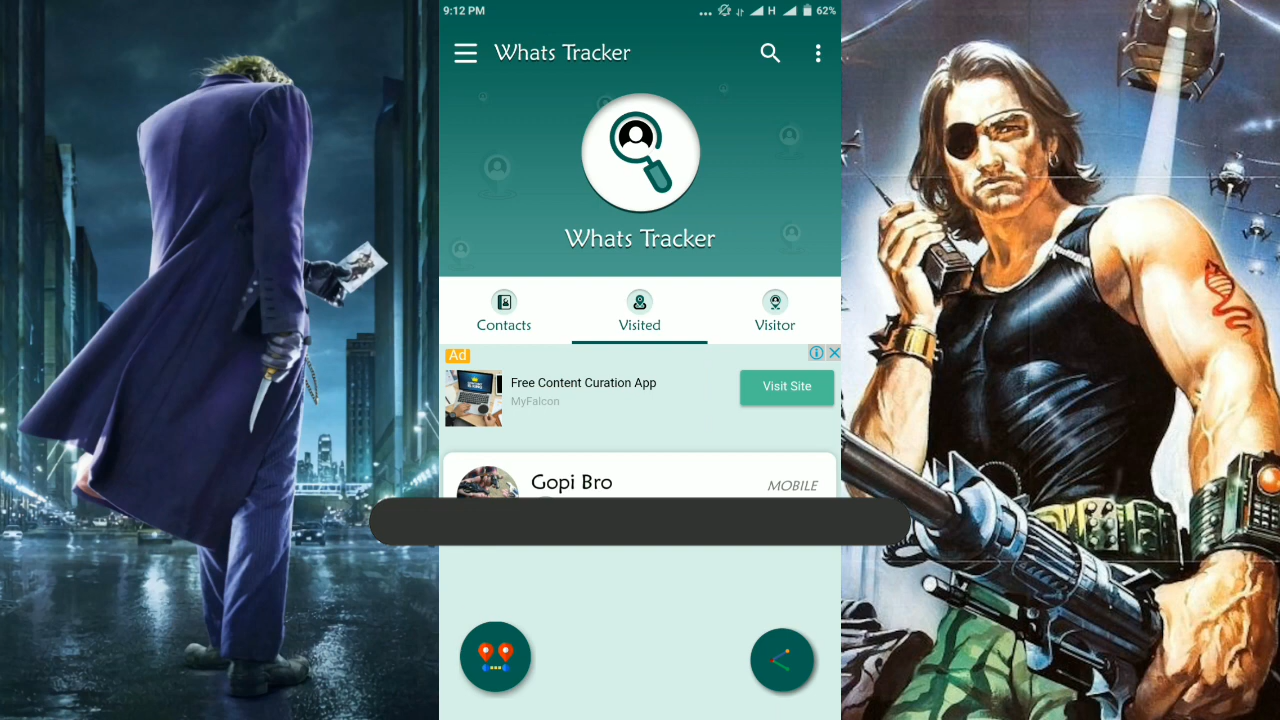 9:12 PM
H
62%
Whats Tracker
Whats Tracker
Contacts
Visited
Visitor
Ad
Free Content Curation App
MyFalcon
Visit Site
Gopi Bro
MOBILE